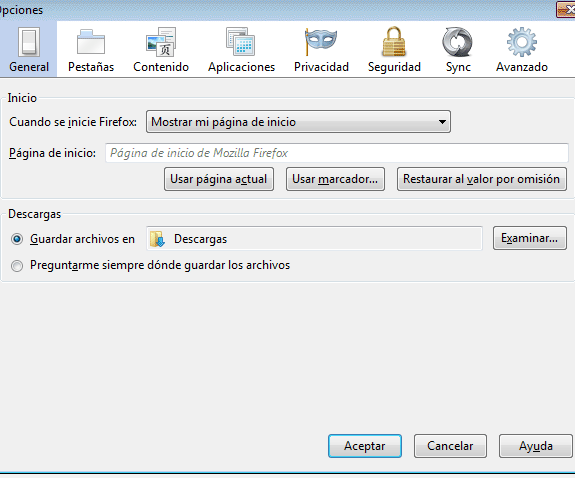 Opciones
General Pestañas Contenido Aplicaciones Privacidad Seguridad Sync Avanzado
Inicio
Cuando se inicie Firefox: Mostrar mi página de inicio
Página de inicio: Página de inicio de Mozilla Firefox
Usar página actual Usar marcador... Restaurar al valor por omisión
Descargas
Guardar archivos en Descargas Examinar...
Preguntarme siempre dónde guardar los archivos
Aceptar Cancelar Ayuda